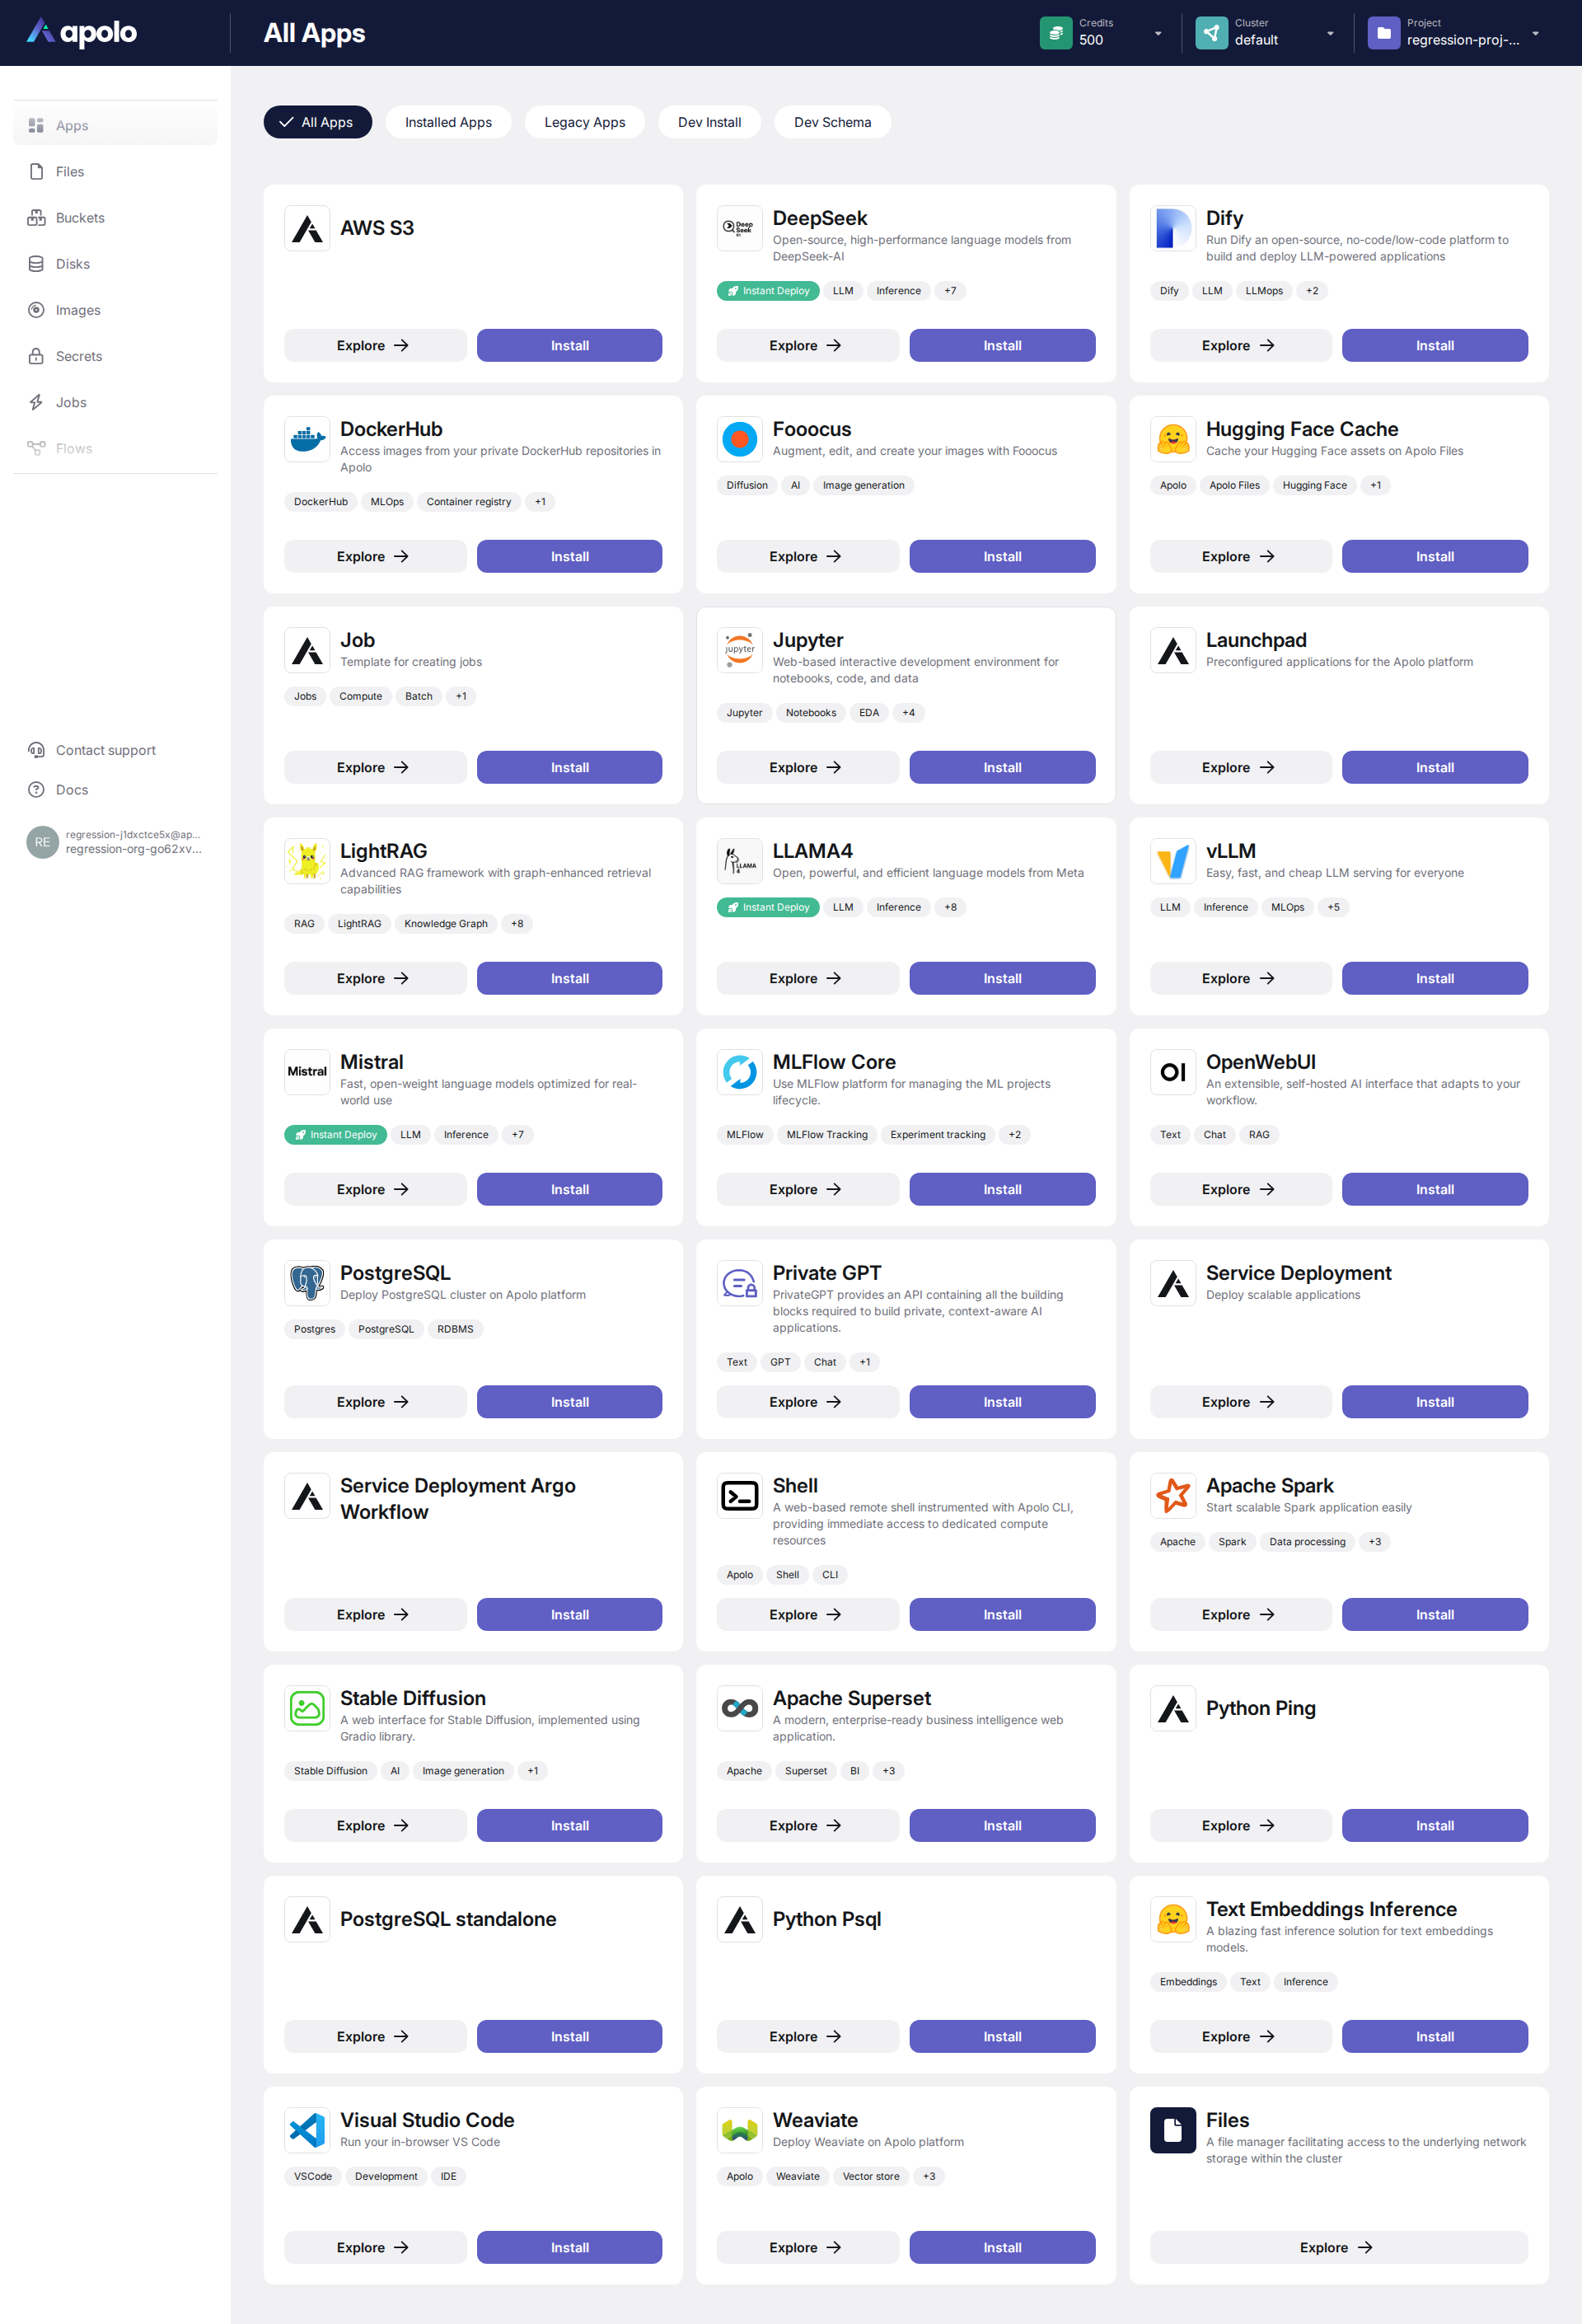 apolo
All Apps
Credits
500
Cluster
default
Project
regression-proj-...
Apps
Files
Buckets
Disks
Images
Secrets
Jobs
Flows
Contact support
Docs
RE
regression-j1dxctce5x@ap...
regression-org-go62xv...
All Apps
Installed Apps
Legacy Apps
Dev Install
Dev Schema
AWS S3
Explore
Install
Deep
Seek
R1
DeepSeek
Open-source, high-performance language models from
DeepSeek-AI
Instant Deploy
LLM
Inference
+7
Explore
Install
Dify
Run Dify an open-source, no-code/low-code platform to
build and deploy LLM-powered applications
Dify
LLM
LLMops
+2
Explore
Install
DockerHub
Access images from your private DockerHub repositories in
Apolo
DockerHub
MLOps
Container registry
+1
Explore
Install
Fooocus
Augment, edit, and create your images with Fooocus
Diffusion
AI
Image generation
Explore
Install
Hugging Face Cache
Cache your Hugging Face assets on Apolo Files
Apolo
Apolo Files
Hugging Face
+1
Explore
Install
Job
Template for creating jobs
Jobs
Compute
Batch
+1
Explore
Install
jupyter
Jupyter
Web-based interactive development environment for
notebooks, code, and data
Jupyter
Notebooks
EDA
+4
Explore
Install
Launchpad
Preconfigured applications for the Apolo platform
Explore
Install
LightRAG
Advanced RAG framework with graph-enhanced retrieval
capabilities
RAG
LightRAG
Knowledge Graph
+8
Explore
Install
LLAMA
4
LLAMA4
Open, powerful, and efficient language models from Meta
Instant Deploy
LLM
Inference
+8
Explore
Install
vLLM
Easy, fast, and cheap LLM serving for everyone
LLM
Inference
MLOps
+5
Explore
Install
Mistral
Mistral
Fast, open-weight language models optimized for real-
world use
Instant Deploy
LLM
Inference
+7
Explore
Install
MLFlow Core
Use MLFlow platform for managing the ML projects
lifecycle.
MLFlow
MLFlow Tracking
Experiment tracking
+2
Explore
Install
OI
OpenWebUI
An extensible, self-hosted AI interface that adapts to your
workflow.
Text
Chat
RAG
Explore
Install
PostgreSQL
Deploy PostgreSQL cluster on Apolo platform
Postgres
PostgreSQL
RDBMS
Explore
Install
Private GPT
PrivateGPT provides an API containing all the building
blocks required to build private, context-aware AI
applications.
Text
GPT
Chat
+1
Explore
Install
Service Deployment
Deploy scalable applications
Explore
Install
Service Deployment Argo
Workflow
Explore
Install
Shell
A web-based remote shell instrumented with Apolo CLI,
providing immediate access to dedicated compute
resources
Apolo
Shell
CLI
Explore
Install
Apache Spark
Start scalable Spark application easily
Apache
Spark
Data processing
+3
Explore
Install
Stable Diffusion
A web interface for Stable Diffusion, implemented using
Gradio library.
Stable Diffusion
AI
Image generation
+1
Explore
Install
Apache Superset
A modern, enterprise-ready business intelligence web
application.
Apache
Superset
BI
+3
Explore
Install
Python Ping
Explore
Install
PostgreSQL standalone
Explore
Install
Python Psql
Explore
Install
Text Embeddings Inference
A blazing fast inference solution for text embeddings
models.
Embeddings
Text
Inference
Explore
Install
Visual Studio Code
Run your in-browser VS Code
VSCode
Development
IDE
Explore
Install
Weaviate
Deploy Weaviate on Apolo platform
Apolo
Weaviate
Vector store
+3
Explore
Install
Files
A file manager facilitating access to the underlying network
storage within the cluster
Explore